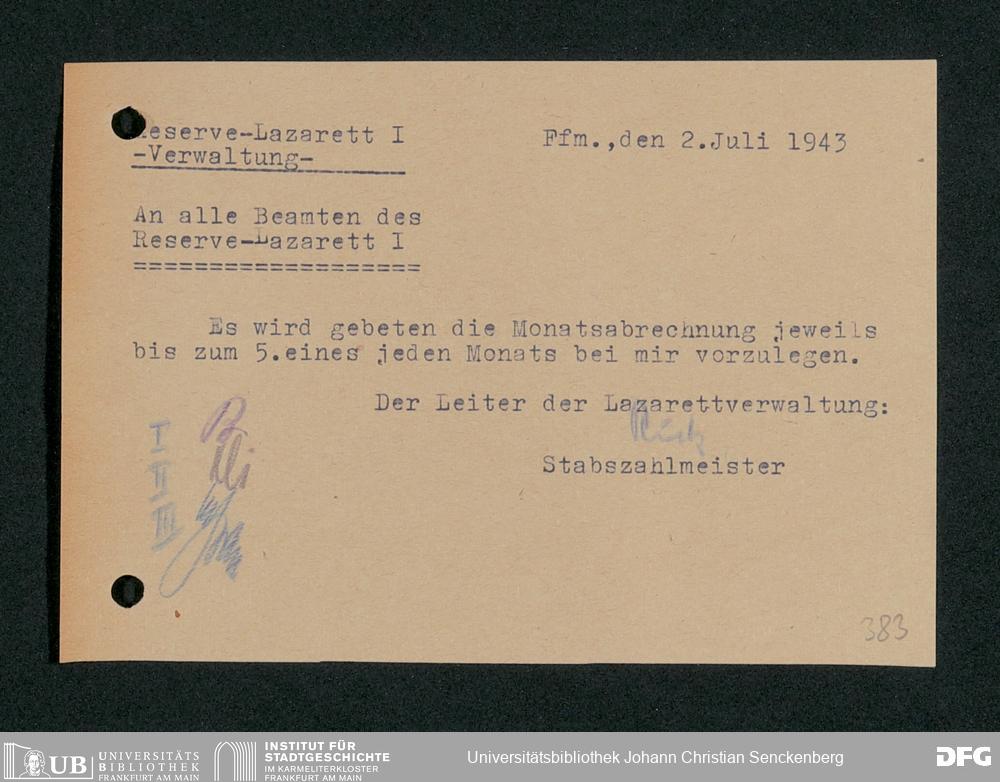 Reserve-Lazarett I
-Verwaltung-
Ffm.,den 2.Juli 1943
An alle Beamten des
Reserve-Lazarett I
===================
Es wird gebeten die Monatsabrechnung jeweils
bis zum 5.eines jeden Monats bei mir vorzulegen.
Der Leiter der Lazarettverwaltung:
Stabszahlmeister
I
II
III
383
UB UNIVERSITÄTS
BIBLIOTHEK
FRANKFURT AM MAIN
INSTITUT FÜR
STADTGESCHICHTE
IM KARMELITERKLOSTER
FRANKFURT AM MAIN
Universitätsbibliothek Johann Christian Senckenberg
DFG